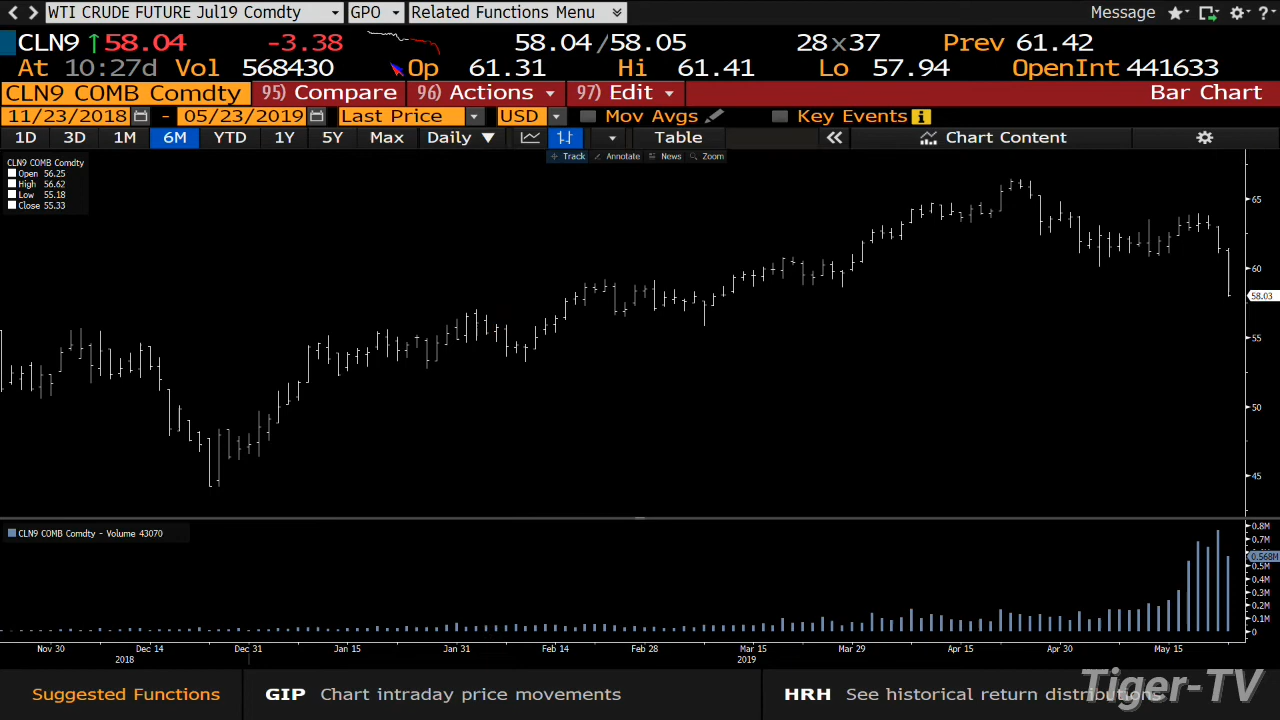 WTI CRUDE FUTURE Jul19 Comdty GPO Related Functions Menu Message ?
CLN9 ↑58.04 -3.38 58.04/58.05 28x37 Prev 61.42
At 10:27d Vol 568430 Op 61.31 Hi 61.41 Lo 57.94 OpenInt 441633
CLN9 COMB Comdty 95) Compare 96) Actions 97) Edit Bar Chart
11/23/2018 - 05/23/2019 Last Price USD Mov Avgs Key Events i
1D 3D 1M 6M YTD 1Y 5Y Max Daily ▼ Table « Chart Content
Track Annotate News Zoom
CLN9 COMB Comdty
Open 56.25
High 56.62
Low 55.18
Close 55.33
65
60
58.03
55
50
45
CLN9 COMB Comdty - Volume 43070
0.8M
0.7M
0.568M
0.5M
0.4M
0.3M
0.2M
0.1M
0
Nov 30 Dec 14 Dec 31 Jan 15 Jan 31 Feb 14 Feb 28 Mar 15 Mar 29 Apr 15 Apr 30 May 15
2018 2019
Suggested Functions GIP Chart intraday price movements HRH See historical return distributions
Tiger-TV